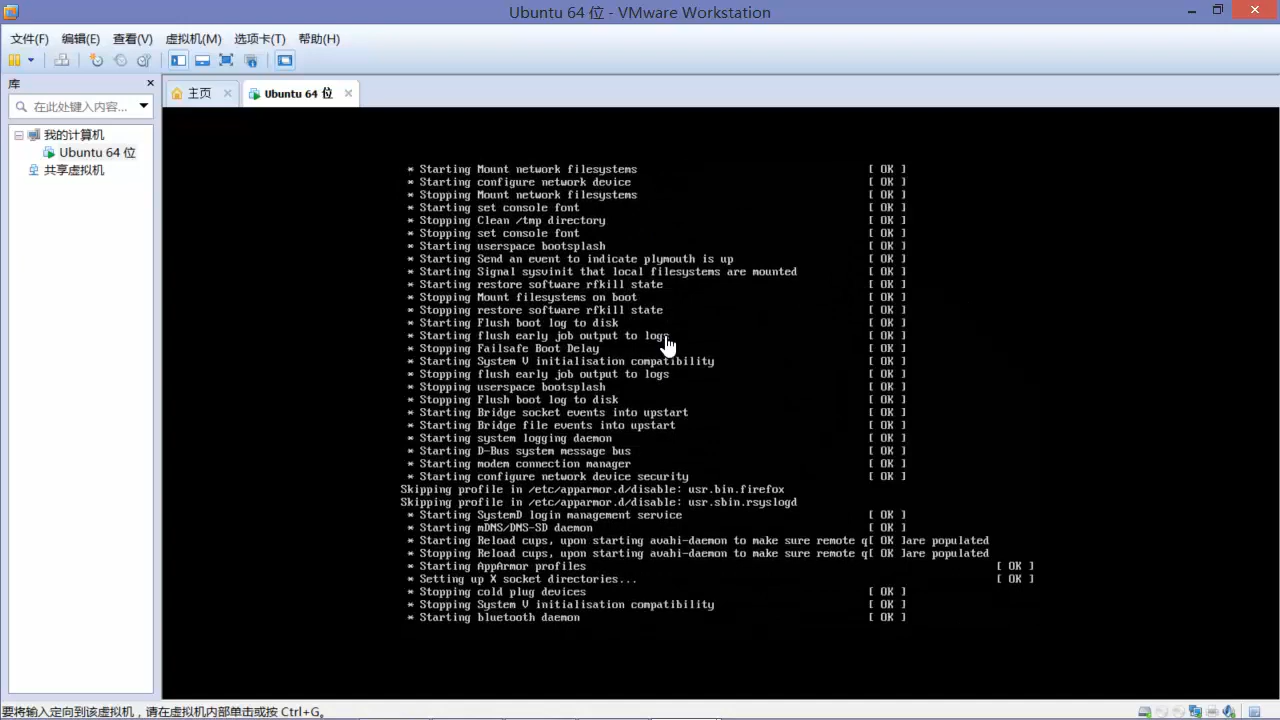 Ubuntu 64 位 - VMware Workstation
文件(F) 编辑(E) 查看(V) 虚拟机(M) 选项卡(T) 帮助(H)
库
主页
Ubuntu 64 位
在此处键入内容...
我的计算机
Ubuntu 64 位
共享虚拟机
* Starting Mount network filesystems [ OK ]
* Starting configure network device [ OK ]
* Stopping Mount network filesystems [ OK ]
* Starting set console font [ OK ]
* Stopping Clean /tmp directory [ OK ]
* Stopping set console font [ OK ]
* Starting userspace bootsplash [ OK ]
* Starting Send an event to indicate plymouth is up [ OK ]
* Starting Signal sysvinit that local filesystems are mounted [ OK ]
* Starting restore software rfkill state [ OK ]
* Stopping Mount filesystems on boot [ OK ]
* Stopping restore software rfkill state [ OK ]
* Starting Flush boot log to disk [ OK ]
* Starting flush early job output to logs [ OK ]
* Stopping Failsafe Boot Delay [ OK ]
* Starting System V initialisation compatibility [ OK ]
* Stopping flush early job output to logs [ OK ]
* Stopping userspace bootsplash [ OK ]
* Stopping Flush boot log to disk [ OK ]
* Starting Bridge socket events into upstart [ OK ]
* Starting Bridge file events into upstart [ OK ]
* Starting system logging daemon [ OK ]
* Starting D-Bus system message bus [ OK ]
* Starting modem connection manager [ OK ]
* Starting configure network device security [ OK ]
Skipping profile in /etc/apparmor.d/disable: usr.bin.firefox
Skipping profile in /etc/apparmor.d/disable: usr.sbin.rsyslogd
* Starting SystemD login management service [ OK ]
* Starting mDNS/DNS-SD daemon [ OK ]
* Starting Reload cups, upon starting avahi-daemon to make sure remote q[ OK ]are populated
* Stopping Reload cups, upon starting avahi-daemon to make sure remote q[ OK ]are populated
* Starting AppArmor profiles [ OK ]
* Setting up X socket directories... [ OK ]
* Stopping cold plug devices [ OK ]
* Stopping System V initialisation compatibility [ OK ]
* Starting bluetooth daemon [ OK ]
要将输入定向到该虚拟机，请在虚拟机内部单击或按 Ctrl+G。